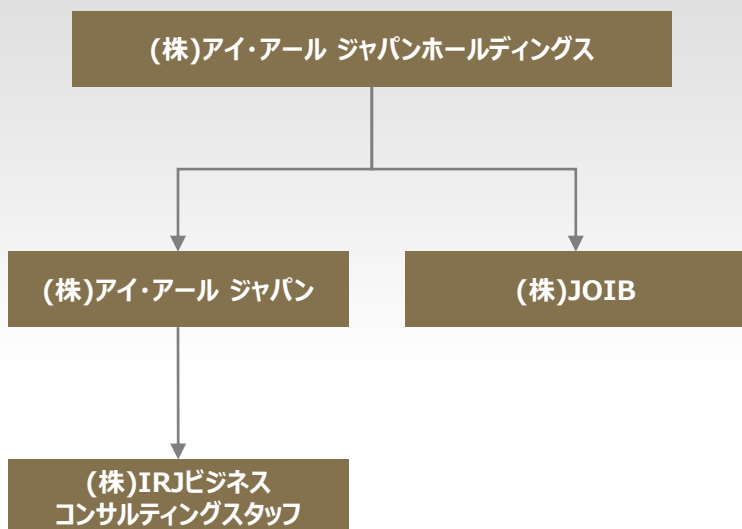 (株)アイ・アール ジャパンホールディングス
(株)アイ・アール ジャパン
(株)JOIB
(株)IRJビジネス
コンサルティングスタッフ